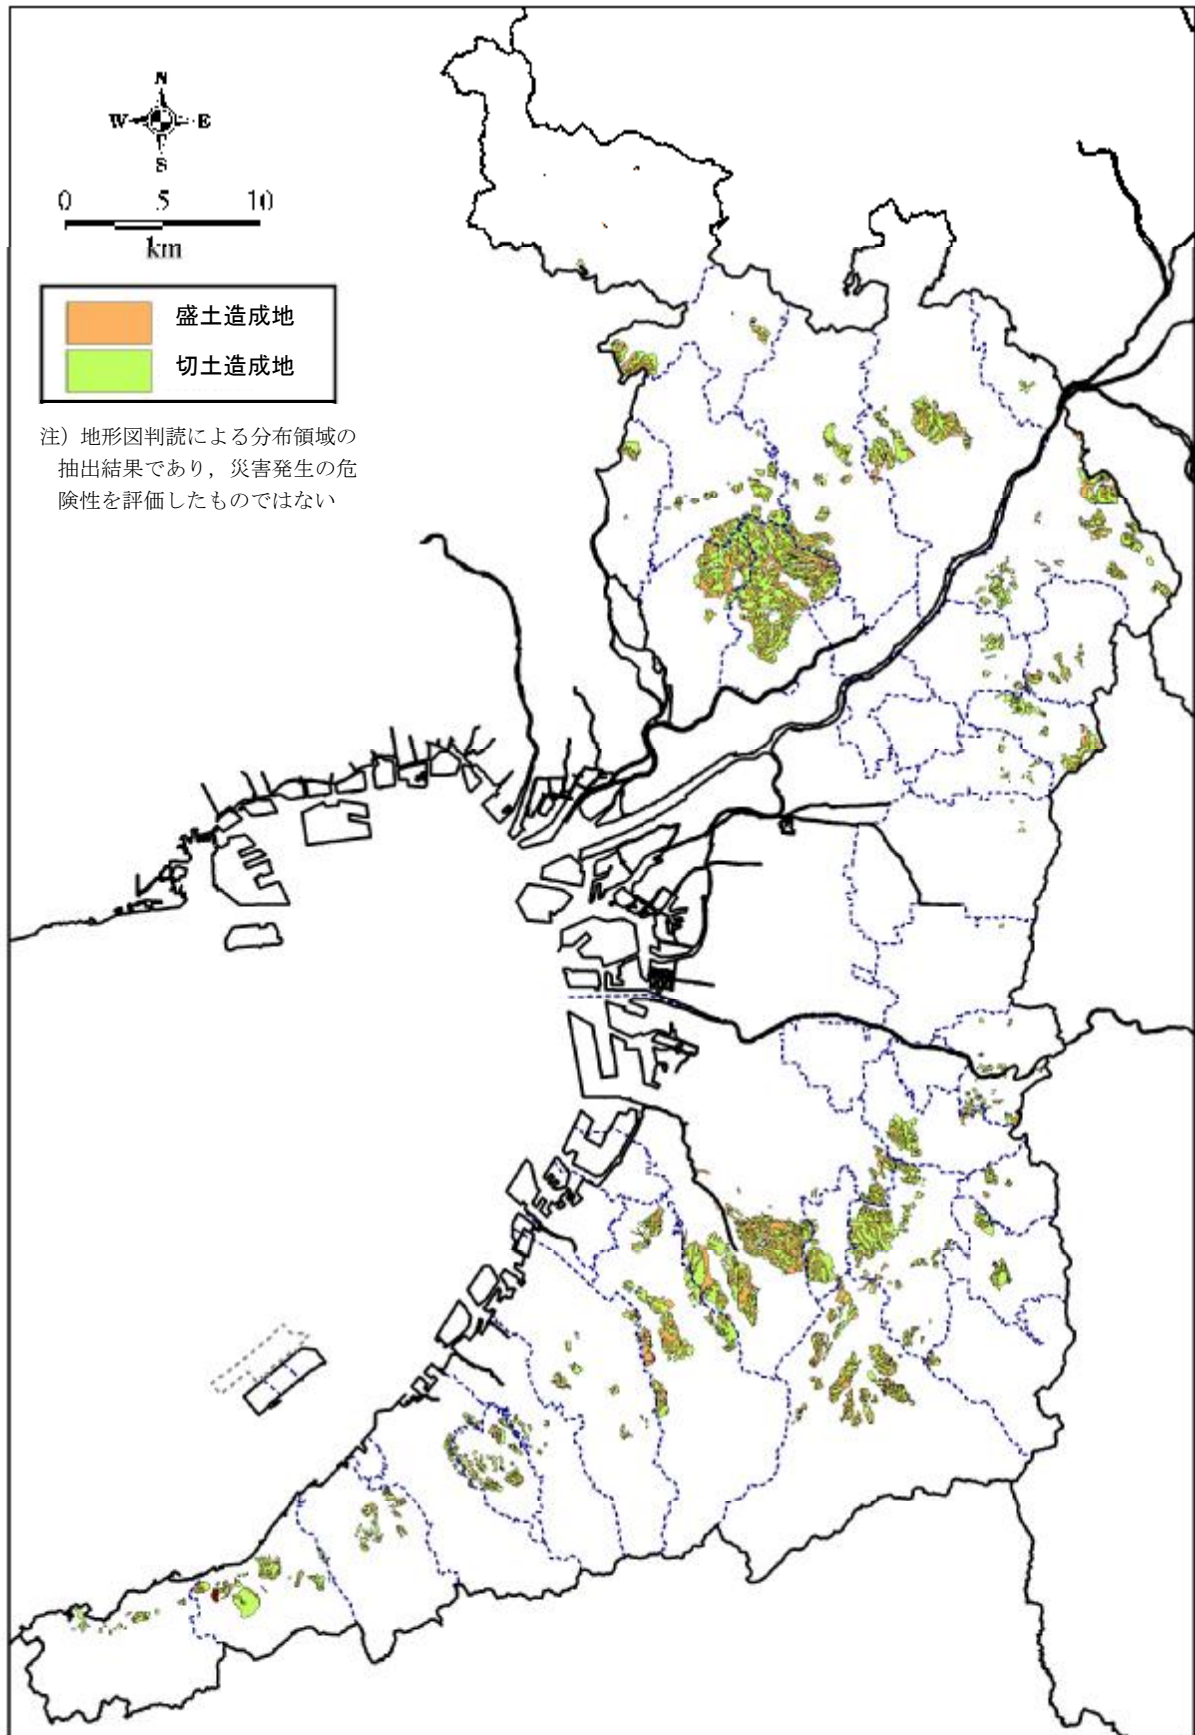 N
W E
S
0 5 10
km
盛土造成地
切土造成地
注）地形図判読による分布領域の
抽出結果であり，災害発生の危
険性を評価したものではない